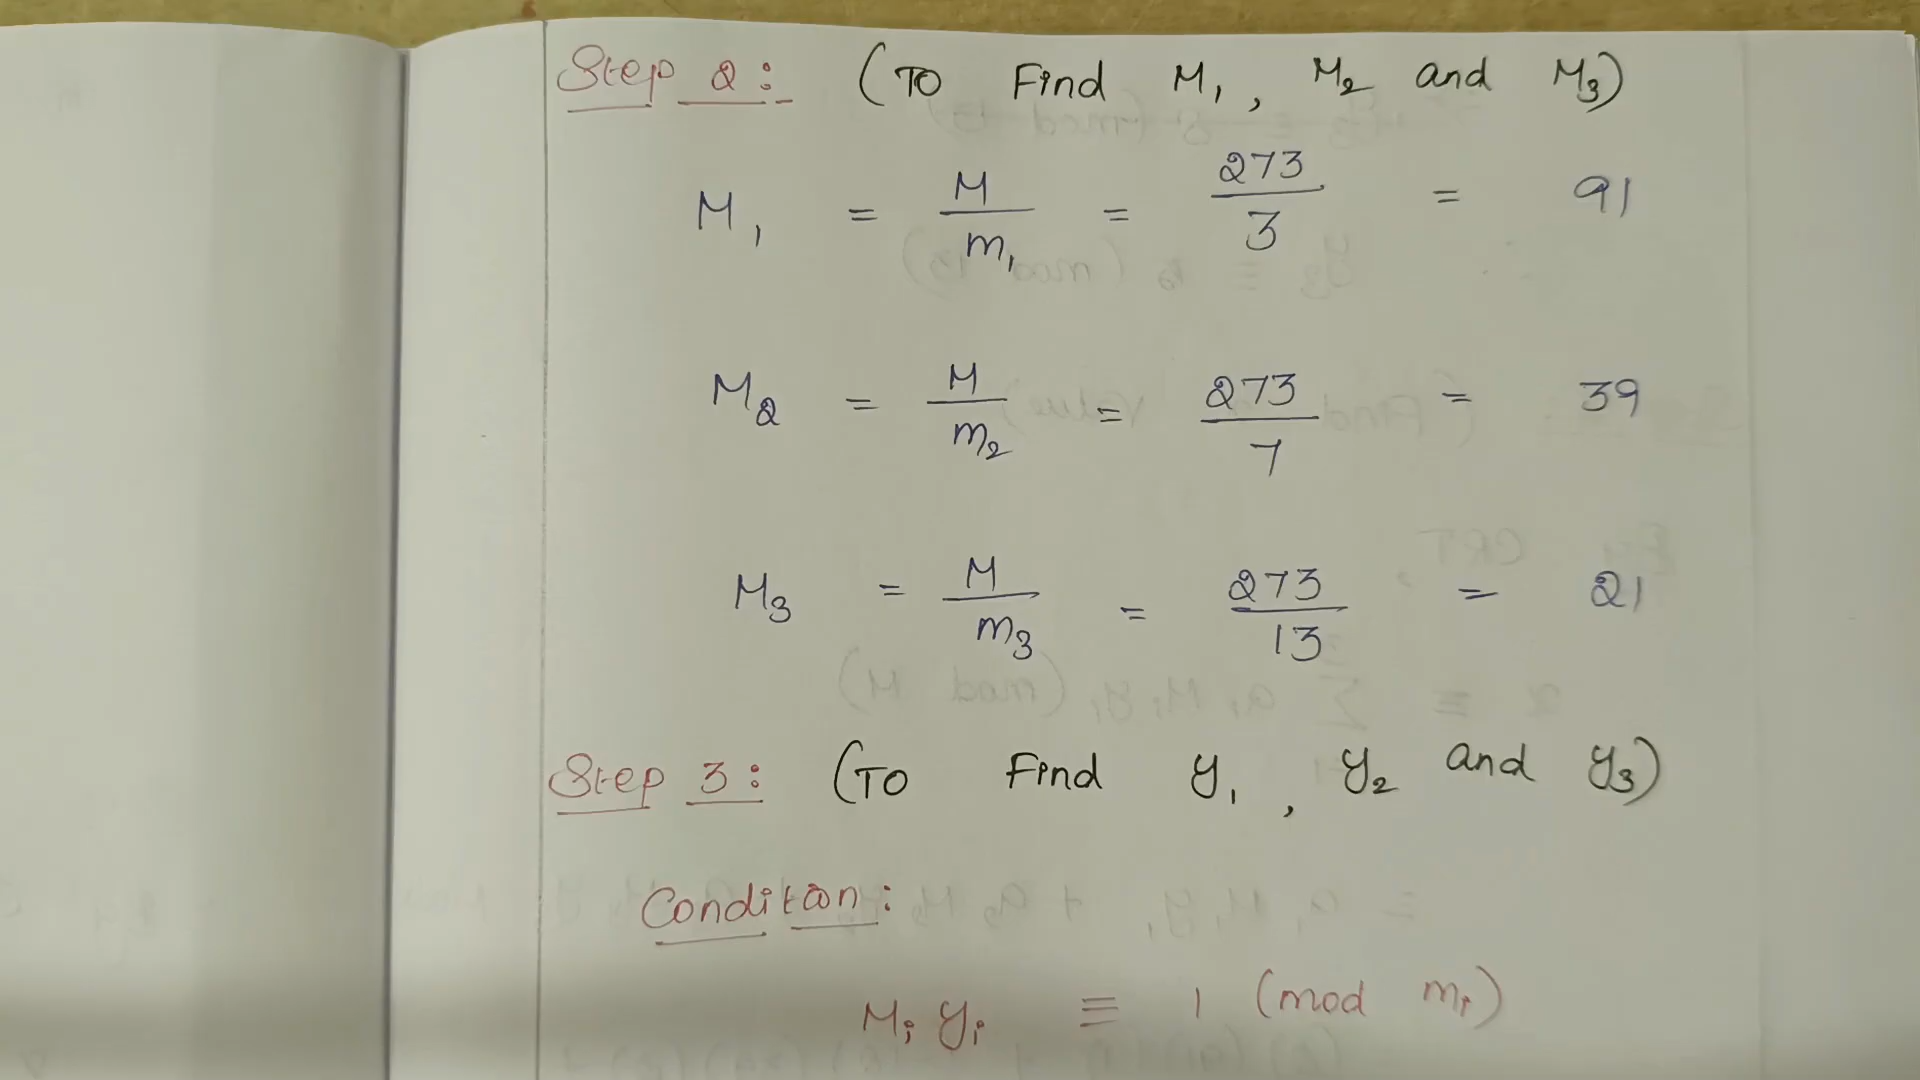 Step 2: (To Find M₁, M₂ and M₃)
M₁ = M/m₁ = 273/3 = 91
M₂ = M/m₂ = 273/7 = 39
M₃ = M/m₃ = 273/13 = 21
Step 3: (To Find y₁, y₂ and y₃)
Conditon:
Mᵢ yᵢ ≡ 1 (mod mᵢ)